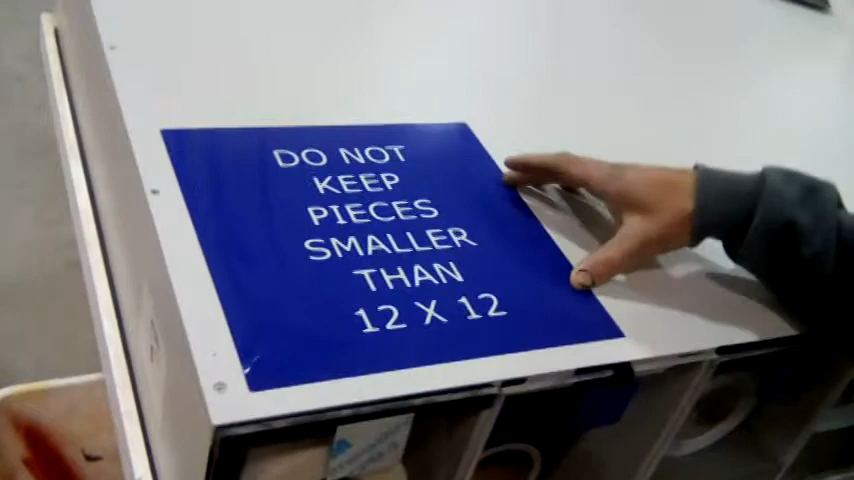 DO NOT
KEEP
PIECES
SMALLER
THAN
12 X 12